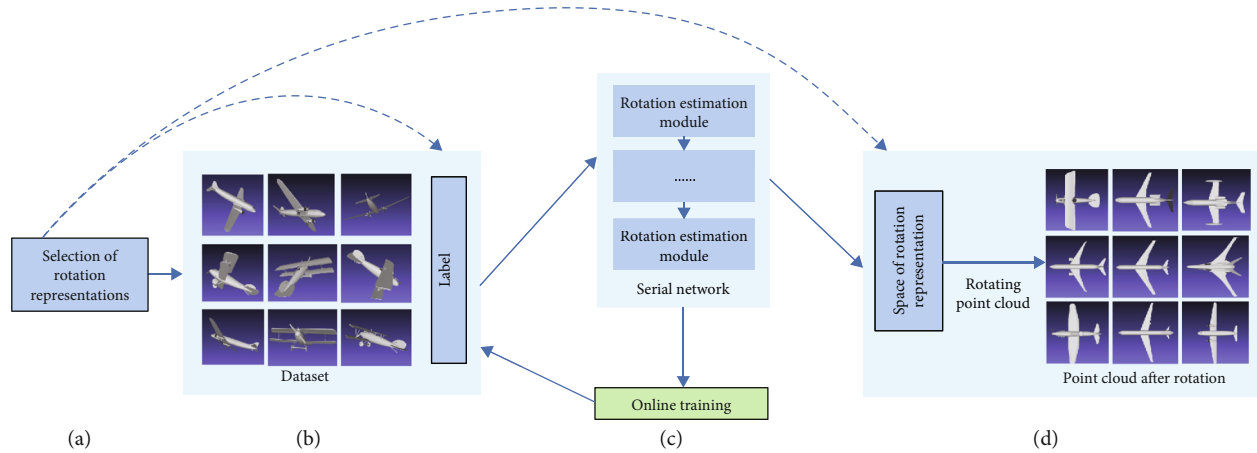 Selection of
rotation
representations
Dataset
Label
Rotation estimation
module
......
Rotation estimation
module
Serial network
Online training
Space of rotation
representation
Rotating
point cloud
Point cloud after rotation
(a)
(b)
(c)
(d)